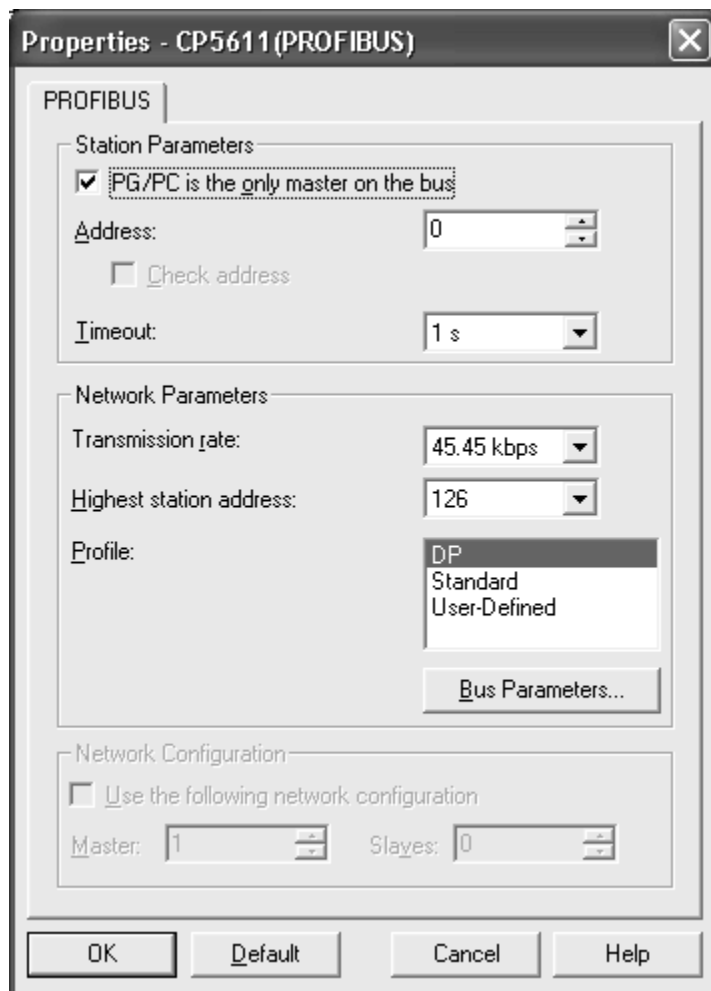 Properties - CP5611(PROFIBUS)
PROFIBUS
Station Parameters
PG/PC is the only master on the bus
Address: 0
Check address
Timeout: 1 s
Network Parameters
Transmission rate: 45.45 kbps
Highest station address: 126
Profile: DP
Standard
User-Defined
Bus Parameters...
Network Configuration
Use the following network configuration
Master: 1 Slaves: 0
OK Default Cancel Help